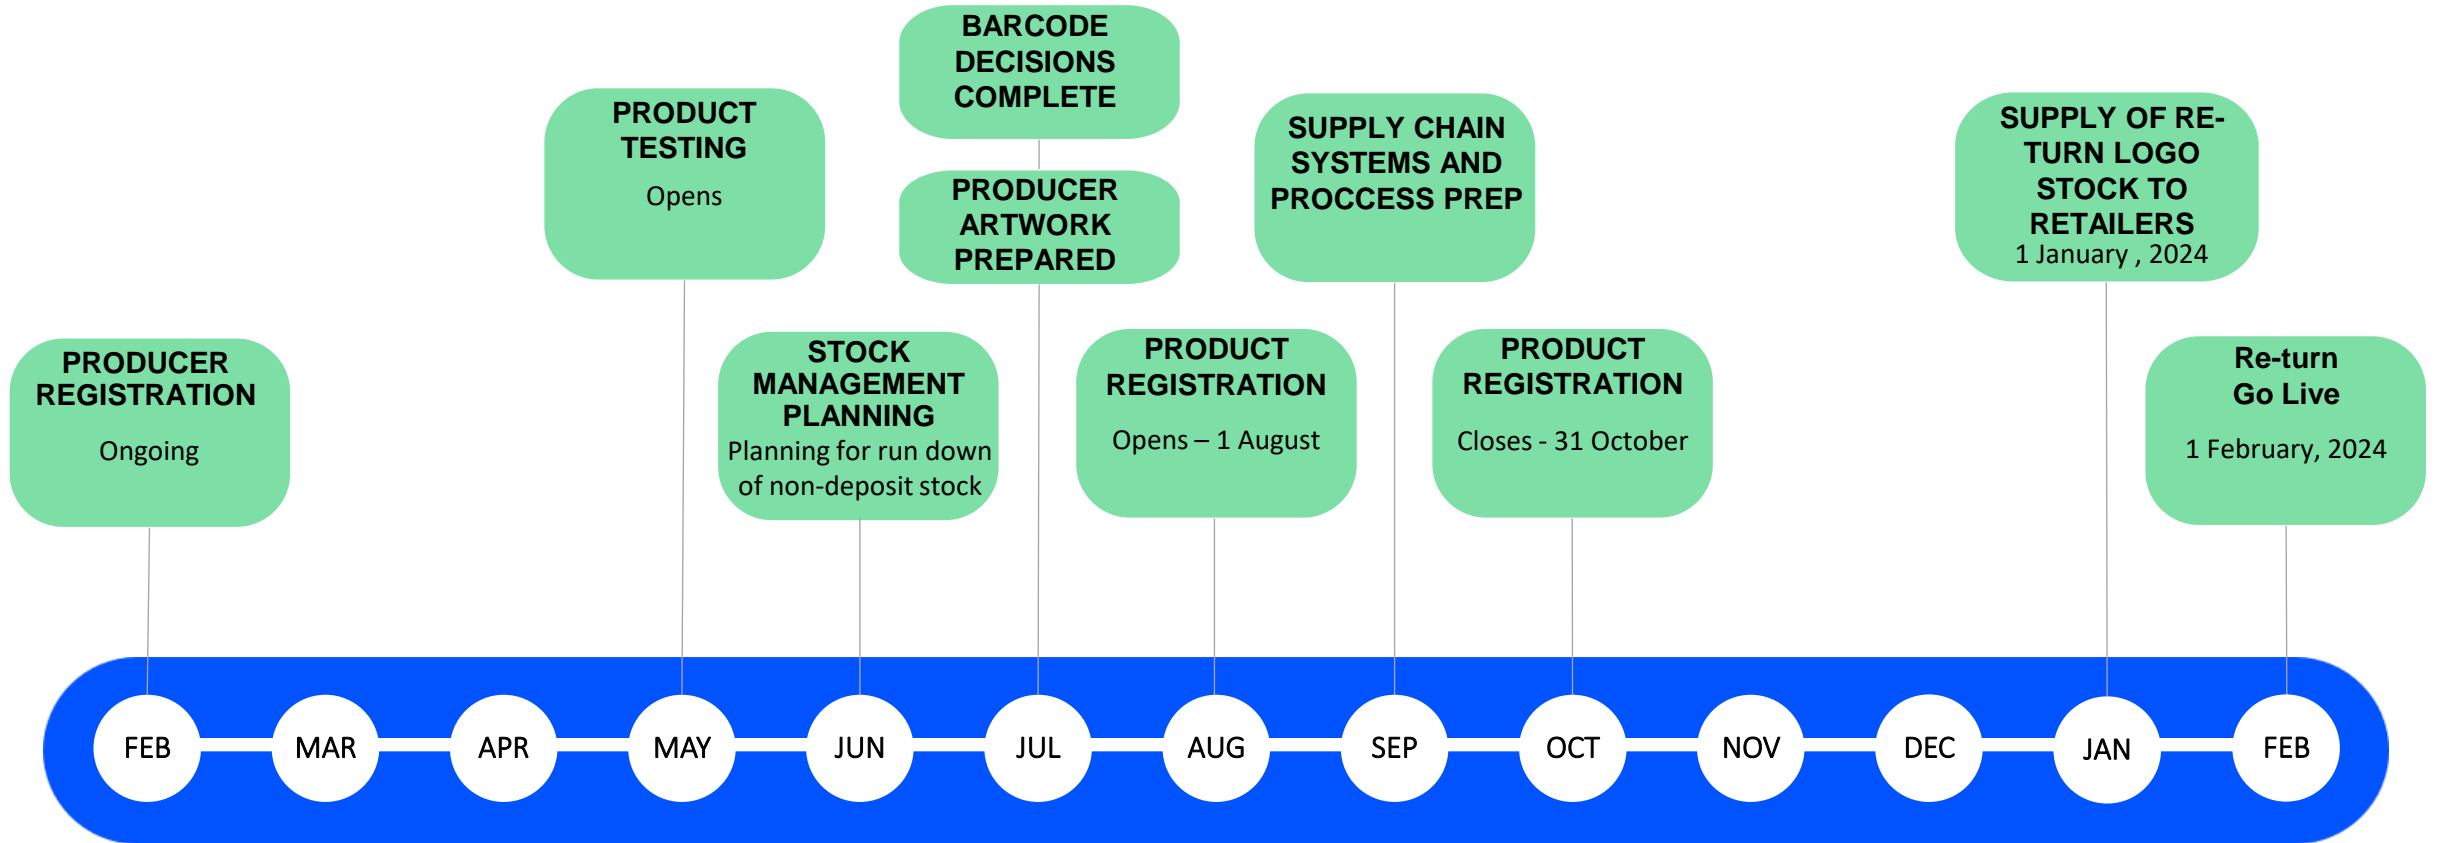 BARCODE
DECISIONS
COMPLETE
PRODUCT
TESTING
Opens
PRODUCER
ARTWORK
PREPARED
SUPPLY CHAIN
SYSTEMS AND
PROCCESS PREP
SUPPLY OF RE-
TURN LOGO
STOCK TO
RETAILERS
1 January , 2024
PRODUCER
REGISTRATION
Ongoing
STOCK
MANAGEMENT
PLANNING
Planning for run down
of non-deposit stock
PRODUCT
REGISTRATION
Opens – 1 August
PRODUCT
REGISTRATION
Closes - 31 October
Re-turn
Go Live
1 February, 2024
FEB
MAR
APR
MAY
JUN
JUL
AUG
SEP
OCT
NOV
DEC
JAN
FEB